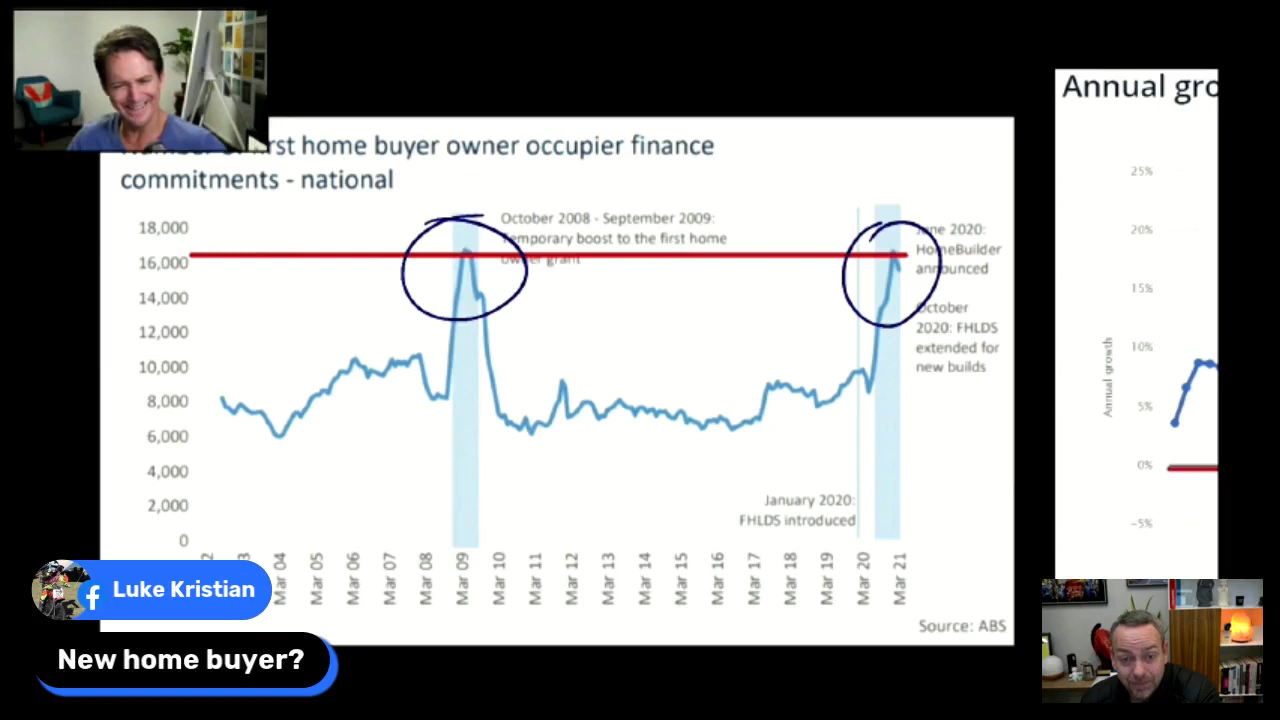 first home buyer owner occupier finance
commitments - national
18,000
16,000
14,000
12,000
10,000
8,000
6,000
4,000
2,000
0
October 2008 - September 2009:
Temporary boost to the first home
owner grant
June 2020:
HomeBuilder
announced
October
2020: FHLDS
extended for
new builds
January 2020:
FHLDS introduced
Mar 04
Mar 05
Mar 06
Mar 07
Mar 08
Mar 09
Mar 10
Mar 11
Mar 12
Mar 13
Mar 14
Mar 15
Mar 16
Mar 17
Mar 18
Mar 19
Mar 20
Mar 21
Source: ABS
Annual gro
25%
20%
15%
10%
5%
0%
-5%
Annual growth
Luke Kristian
New home buyer?